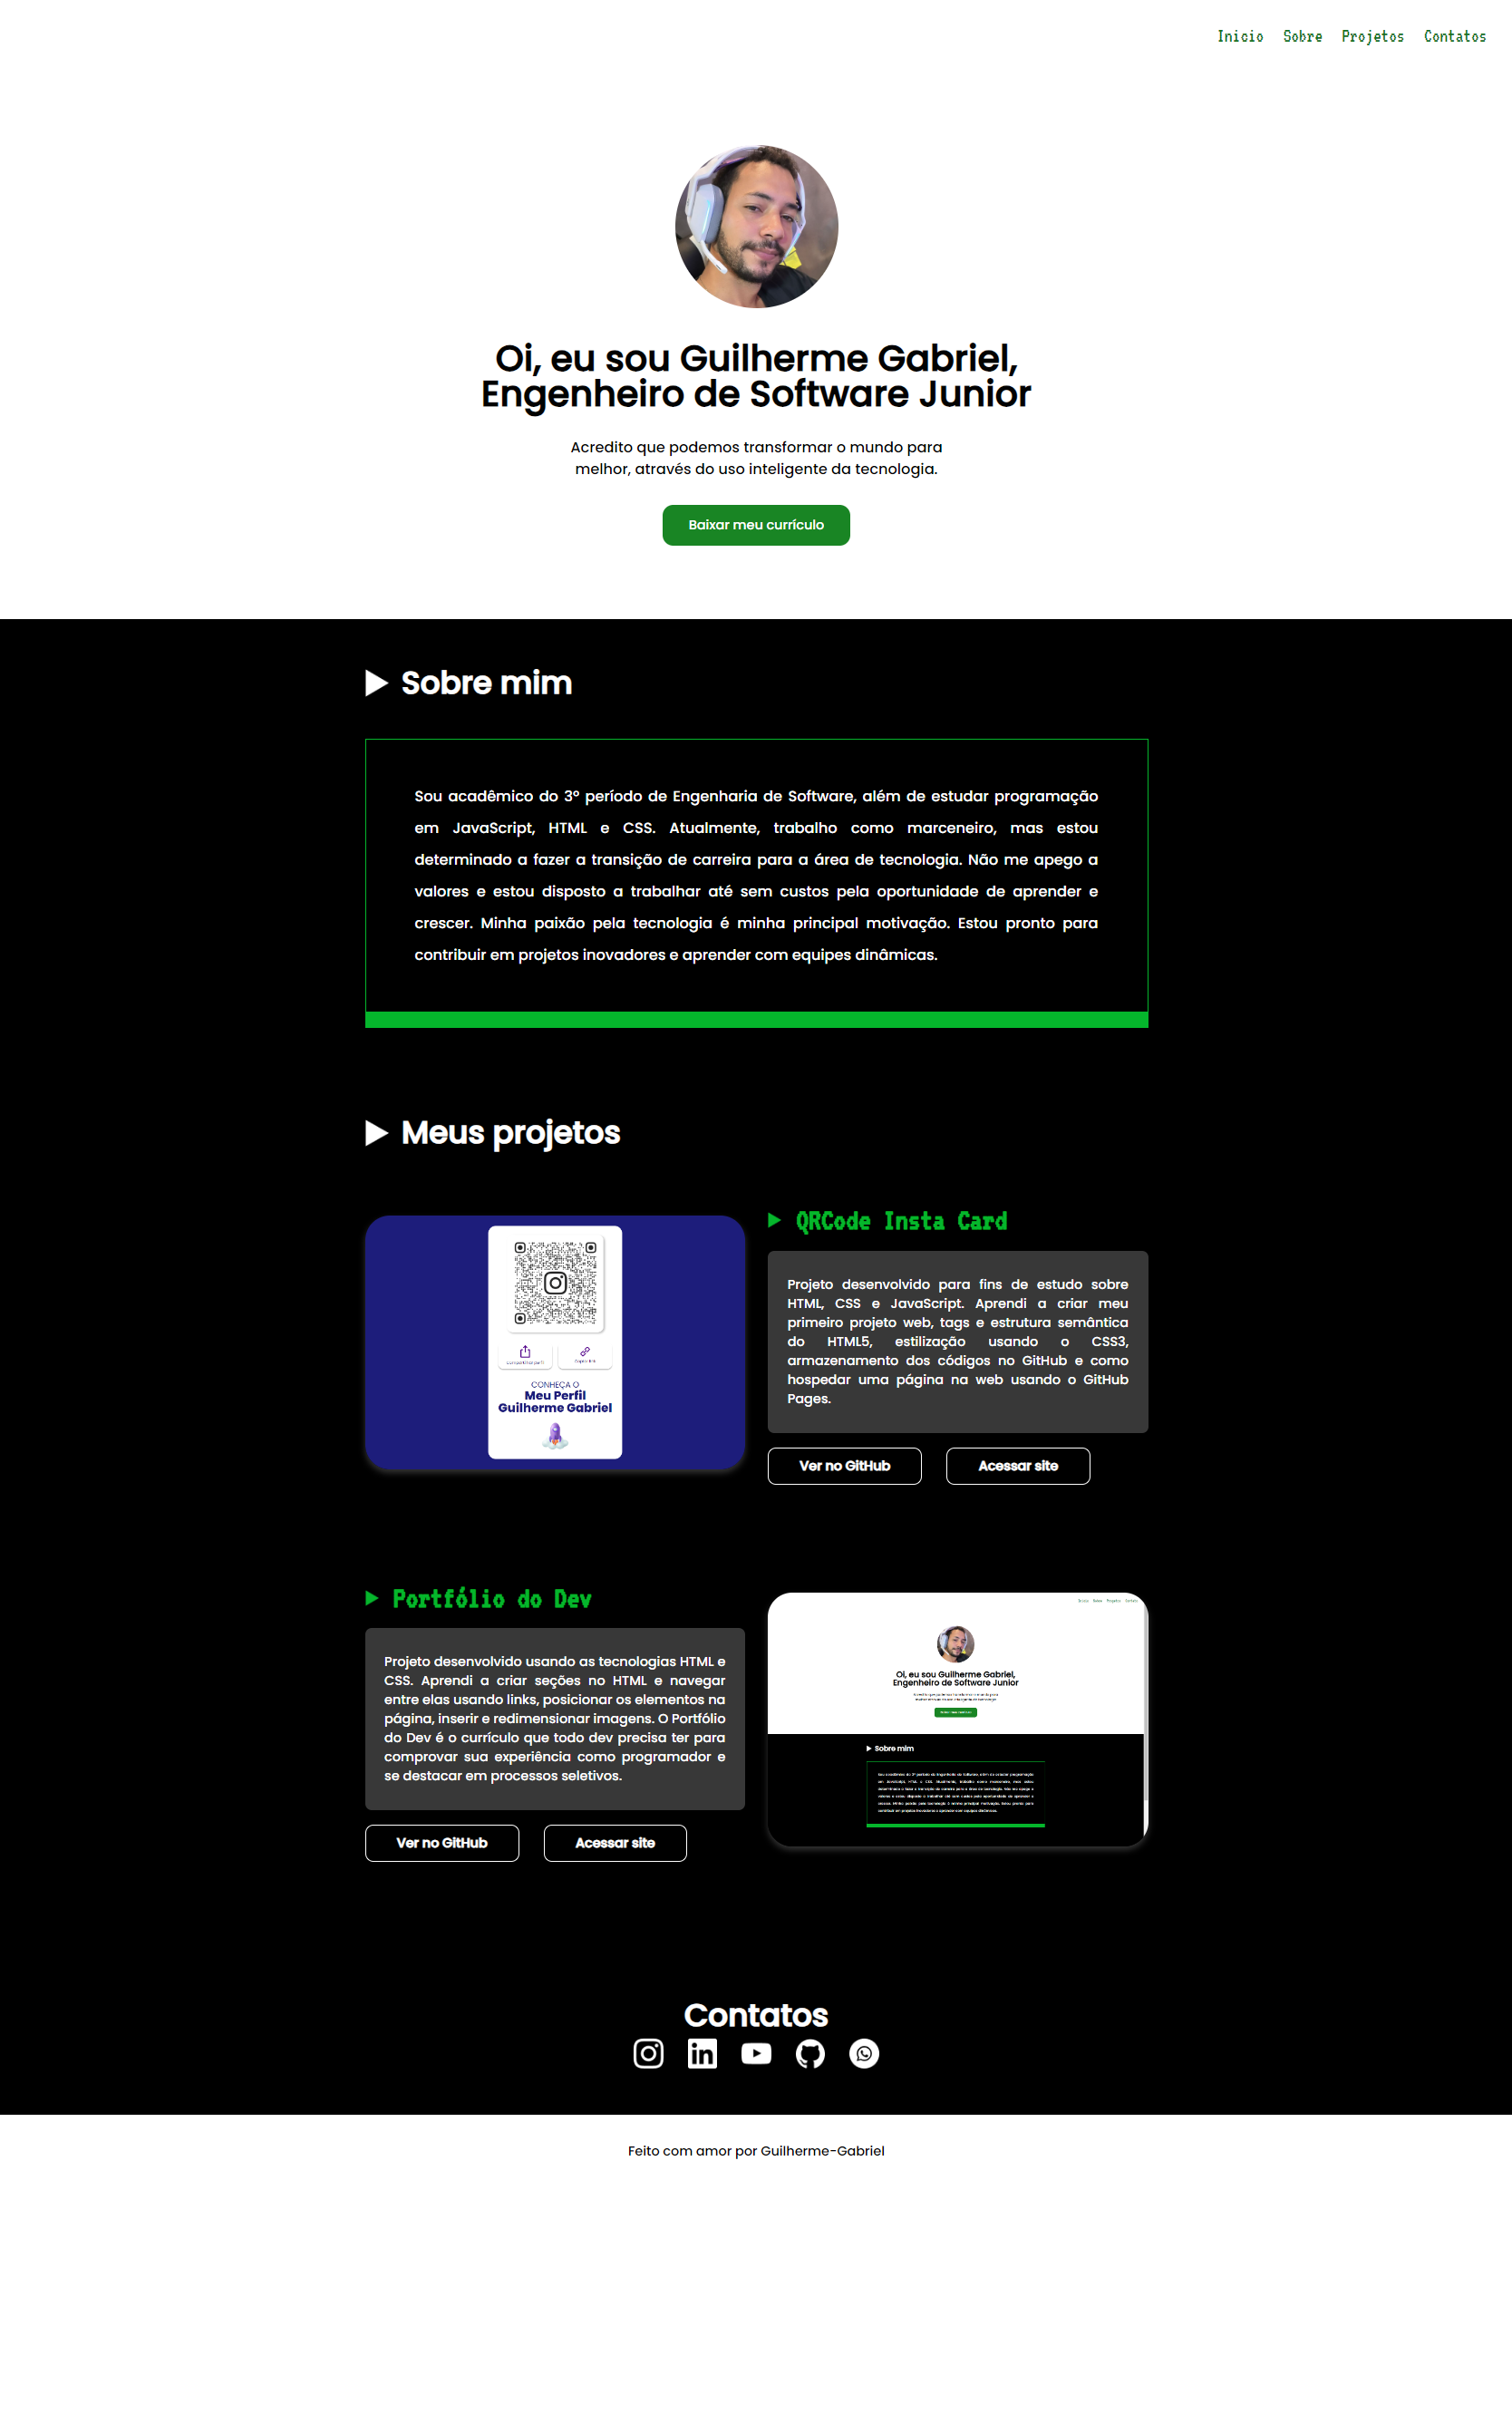 Inicio Sobre Projetos Contatos
Oi, eu sou Guilherme Gabriel,
Engenheiro de Software Junior
Acredito que podemos transformar o mundo para
melhor, através do uso inteligente da tecnologia.
Baixar meu currículo
Sobre mim
Sou acadêmico do 3º período de Engenharia de Software, além de estudar programação
em JavaScript, HTML e CSS. Atualmente, trabalho como marceneiro, mas estou
determinado a fazer a transição de carreira para a área de tecnologia. Não me apego a
valores e estou disposto a trabalhar até sem custos pela oportunidade de aprender e
crescer. Minha paixão pela tecnologia é minha principal motivação. Estou pronto para
contribuir em projetos inovadores e aprender com equipes dinâmicas.
Meus projetos
CONHEÇA O
Meu Perfil
Guilherme Gabriel
QRCode Insta Card
Projeto desenvolvido para fins de estudo sobre
HTML, CSS e JavaScript. Aprendi a criar meu
primeiro projeto web, tags e estrutura semântica
do HTML5, estilização usando o CSS3,
armazenamento dos códigos no GitHub e como
hospedar uma página na web usando o GitHub
Pages.
Ver no GitHub Acessar site
Portfólio do Dev
Projeto desenvolvido usando as tecnologias HTML e
CSS. Aprendi a criar seções no HTML e navegar
entre elas usando links, posicionar os elementos na
página, inserir e redimensionar imagens. O Portfólio
do Dev é o currículo que todo dev precisa ter para
comprovar sua experiência como programador e
se destacar em processos seletivos.
Ver no GitHub Acessar site
Oi, eu sou Guilherme Gabriel,
Engenheiro de Software Junior
Sobre mim
Contatos
in
Feito com amor por Guilherme-Gabriel